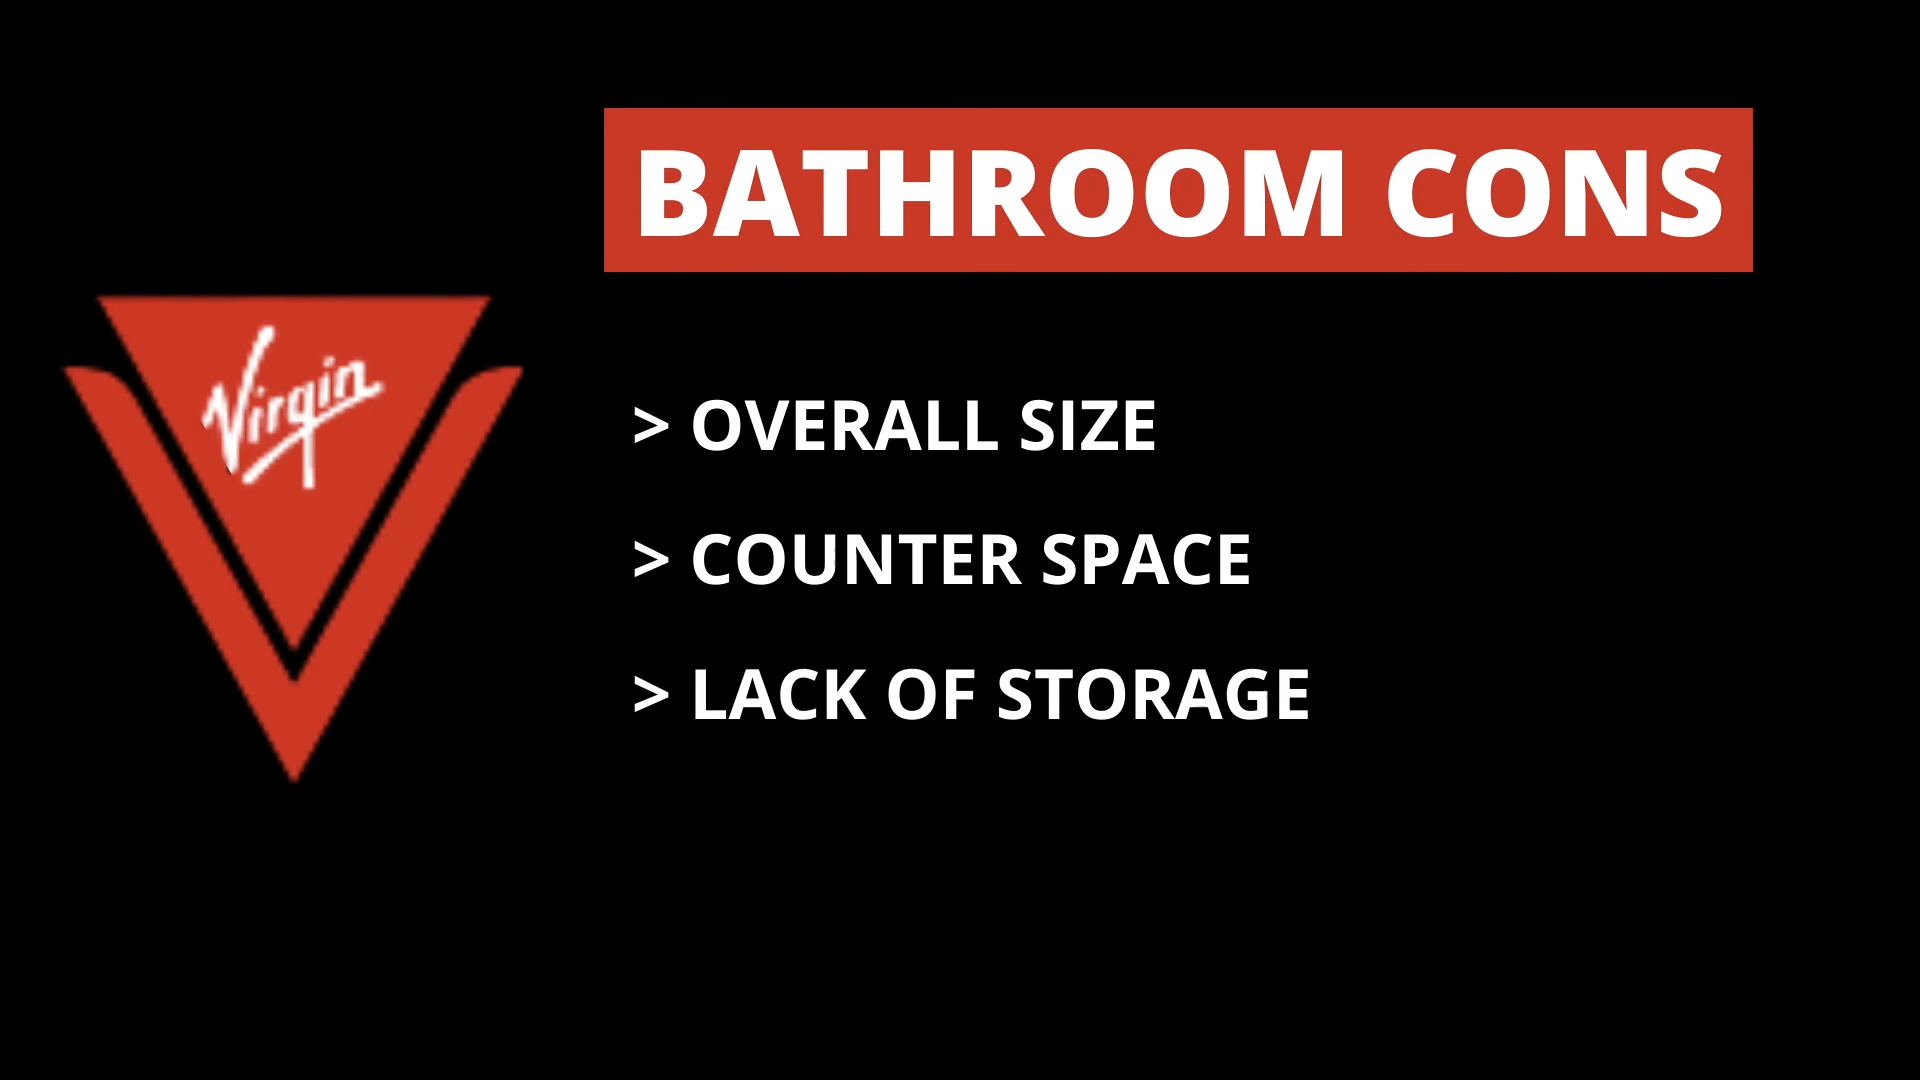 BATHROOM CONS
Virgin
> OVERALL SIZE
> COUNTER SPACE
> LACK OF STORAGE